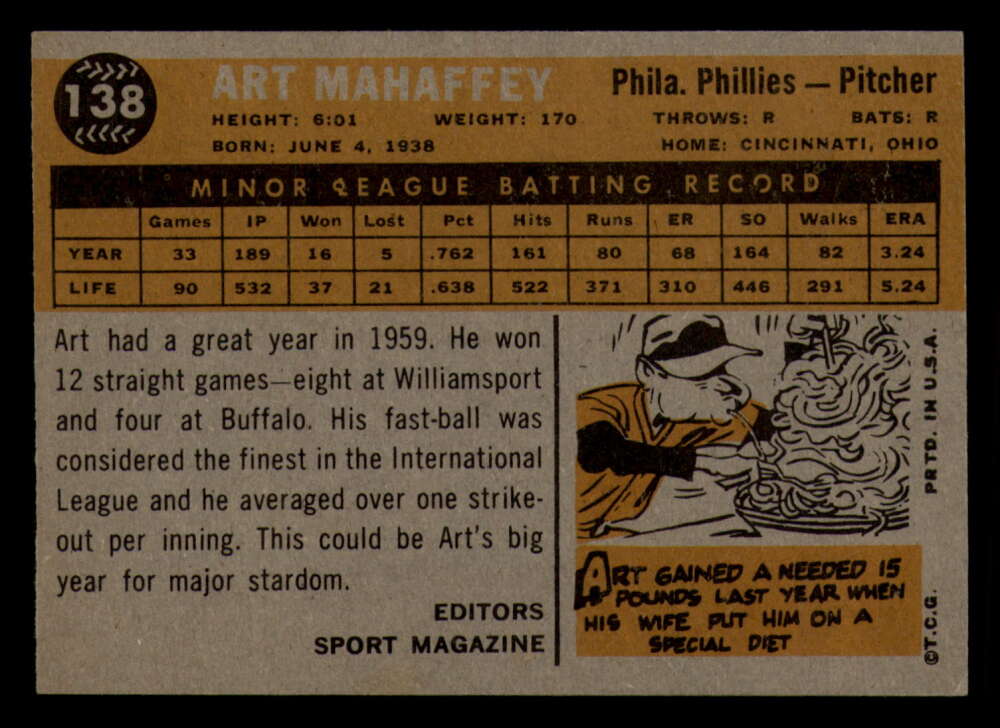 138
ART MAHAFFEY
Phila. Phillies — Pitcher
HEIGHT: 6:01 WEIGHT: 170 THROWS: R BATS: R
BORN: JUNE 4, 1938 HOME: CINCINNATI, OHIO
MINOR LEAGUE BATTING RECORD
Games IP Won Lost Pct Hits Runs ER SO Walks ERA
YEAR 33 189 16 5 .762 161 80 68 164 82 3.24
LIFE 90 532 37 21 .638 522 371 310 446 291 5.24
Art had a great year in 1959. He won
12 straight games—eight at Williamsport
and four at Buffalo. His fast-ball was
considered the finest in the International
League and he averaged over one strike-
out per inning. This could be Art's big
year for major stardom.
EDITORS
SPORT MAGAZINE
ART GAINED A NEEDED 15
POUNDS LAST YEAR WHEN
HIS WIFE PUT HIM ON A
SPECIAL DIET
©T.C.G. PRTD. IN U.S.A.